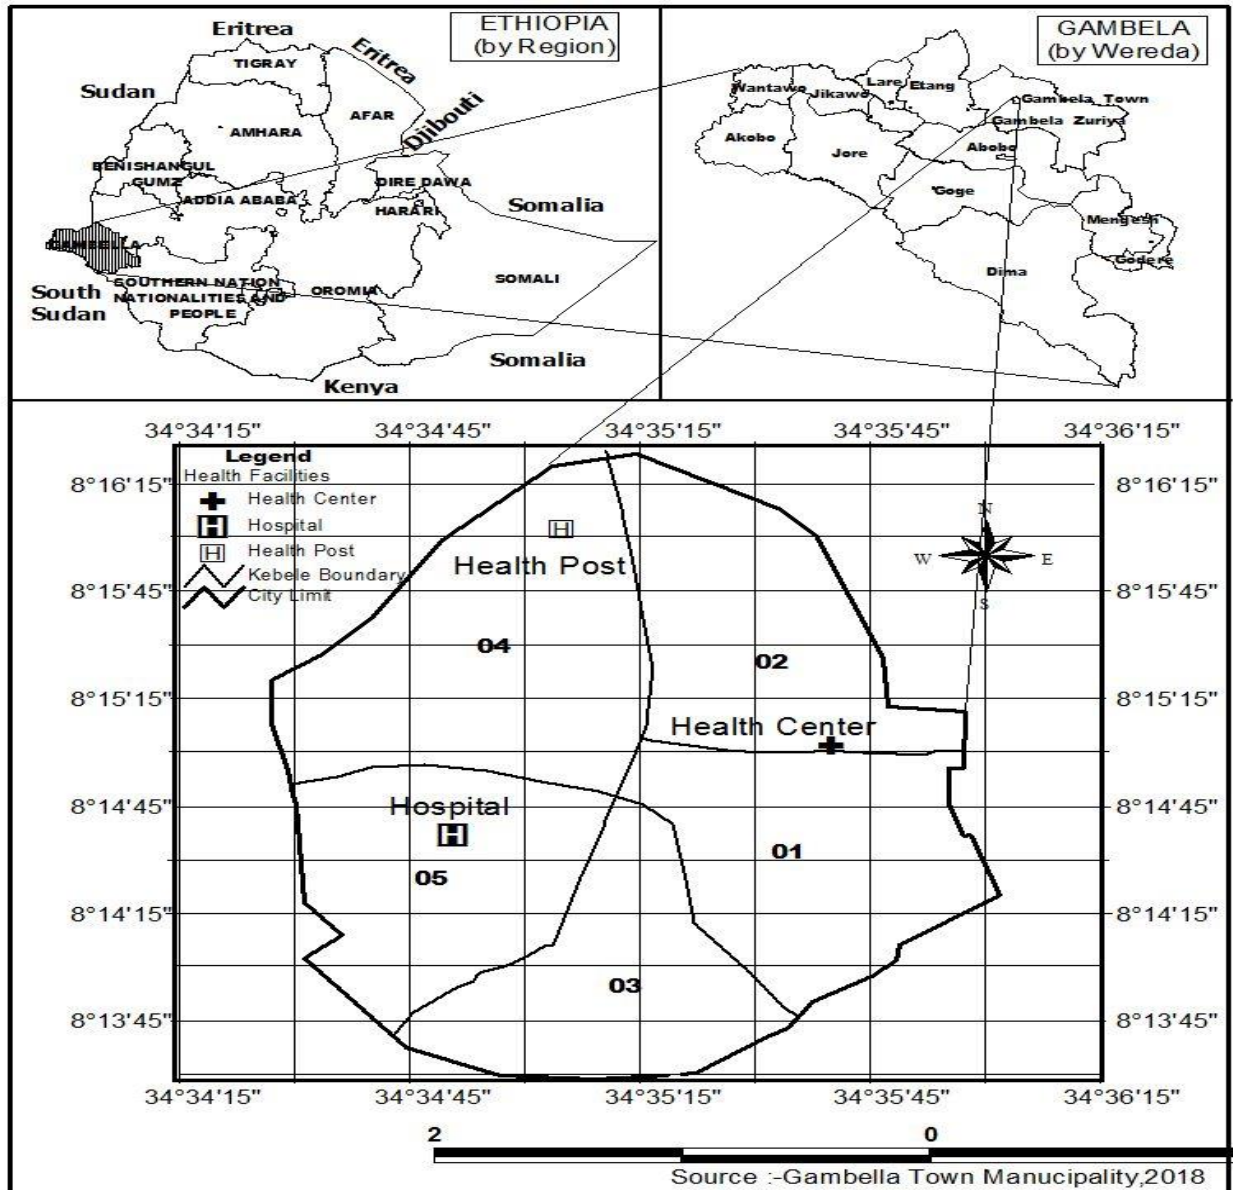 ETHIOPIA
(by Region)
Eritrea
Eritrea
TIGRAY
Sudan
AFAR
AMHARA
Djibouti
BENISHANGUL
GUMZ
DIRE DAWA
ADDIA ABABA
HARARI
Somalia
GAMBELLA
SOMALI
SOUTHERN NATION
NATIONALITIES AND
PEOPLE
OROMIA
South
Sudan
Somalia
Kenya
GAMBELA
(by Wereda)
Wantawo
Jikawo
Lare
Etang
Gambela Town
Gambela Zuriya
Akobo
Jore
Abobo
Goge
Mengesh
Godere
Dima
34°34'15"
34°34'45"
34°35'15"
34°35'45"
34°36'15"
Legend
Health Facilities
Health Center
H Hospital
H Health Post
Kebele Boundary
City Limit
8°16'15"
8°16'15"
N
W
E
S
H
Health Post
8°15'45"
8°15'45"
04
02
8°15'15"
8°15'15"
Health Center
8°14'45"
8°14'45"
Hospital
H
01
05
8°14'15"
8°14'15"
03
8°13'45"
8°13'45"
34°34'15"
34°34'45"
34°35'15"
34°35'45"
34°36'15"
2
0
Source :-Gambella Town Manucipality,2018